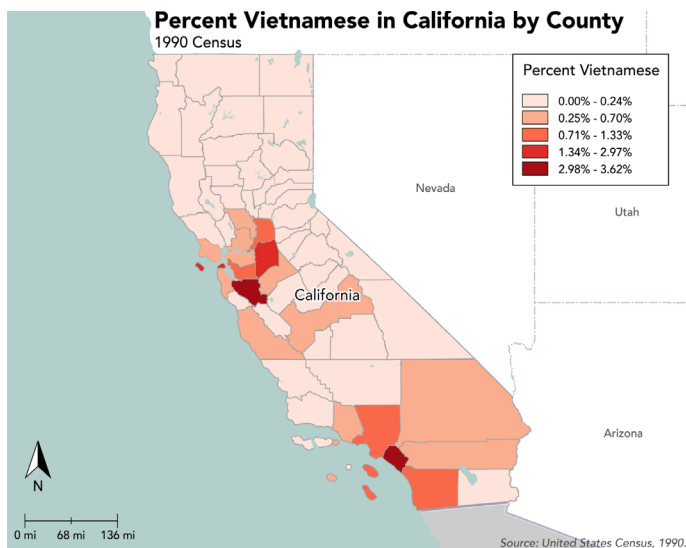 Percent Vietnamese in California by County
1990 Census
Percent Vietnamese
0.00% - 0.24%
0.25% - 0.70%
0.71% - 1.33%
1.34% - 2.97%
2.98% - 3.62%
Nevada
Utah
California
Arizona
N
0 mi 68 mi 136 mi
Source: United States Census, 1990.